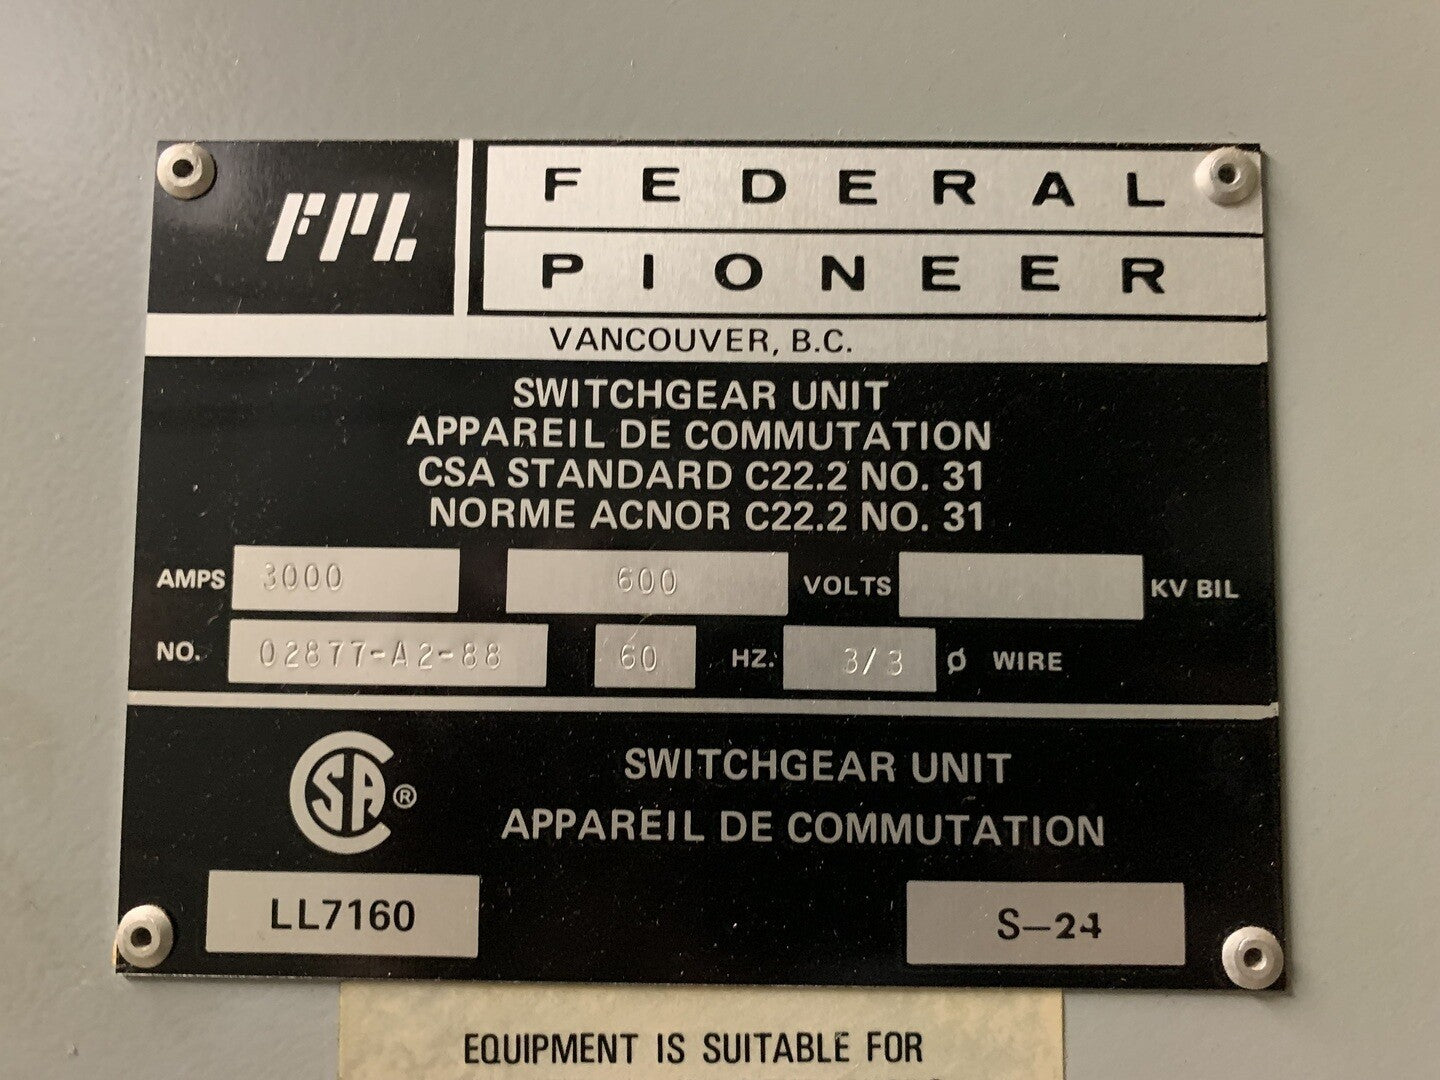 FPL
FEDERAL
PIONEER
VANCOUVER, B.C.
SWITCHGEAR UNIT
APPAREIL DE COMMUTATION
CSA STANDARD C22.2 NO. 31
NORME ACNOR C22.2 NO. 31
AMPS 3000 600 VOLTS KV BIL
NO. 02877-A2-88 60 HZ. 3/3 Ø WIRE
CSA ® SWITCHGEAR UNIT
APPAREIL DE COMMUTATION
LL7160 S-24
EQUIPMENT IS SUITABLE FOR